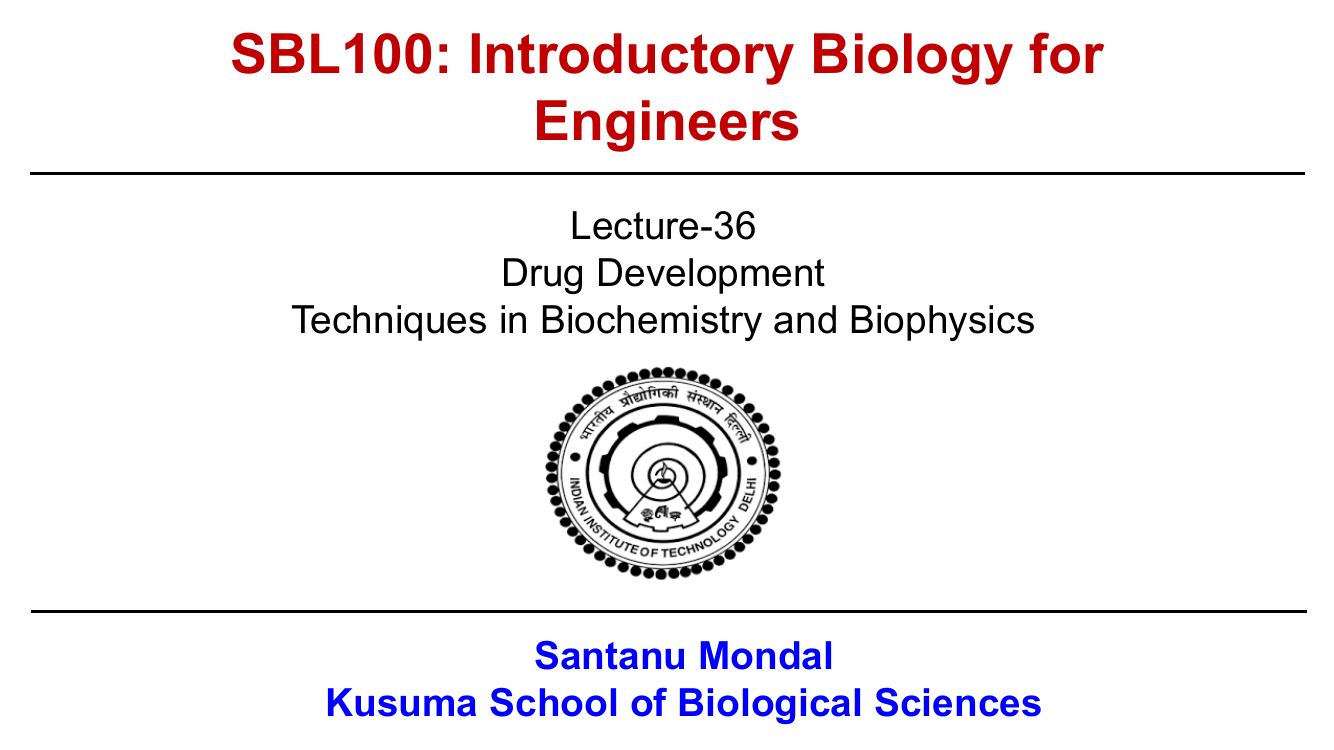 SBL100: Introductory Biology for
Engineers
Lecture-36
Drug Development
Techniques in Biochemistry and Biophysics
भारतीय प्रौद्योगिकी संस्थान दिल्ली
INDIAN INSTITUTE OF TECHNOLOGY DELHI
Santanu Mondal
Kusuma School of Biological Sciences